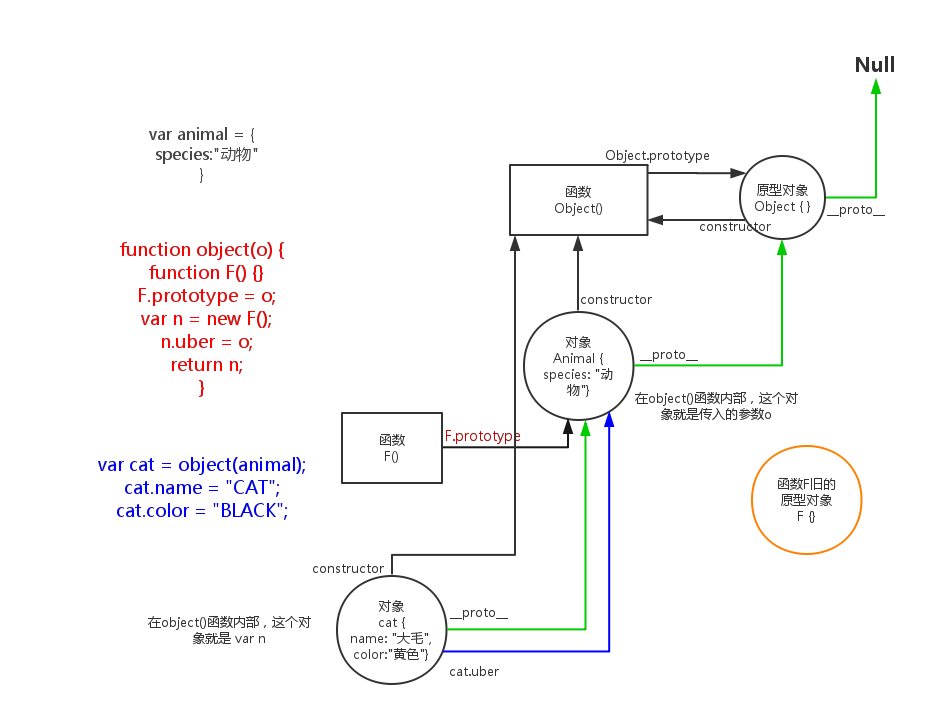 Null
var animal = {
species:"动物"
}
Object.prototype
函数
Object()
原型对象
Object { }
__proto__
constructor
function object(o) {
function F() {}
F.prototype = o;
var n = new F();
n.uber = o;
return n;
}
constructor
对象
Animal {
species: "动
物"}
__proto__
在object()函数内部，这个对
象就是传入的参数o
函数
F()
F.prototype
var cat = object(animal);
cat.name = "CAT";
cat.color = "BLACK";
函数F旧的
原型对象
F {}
constructor
对象
cat {
name: "大毛",
color:"黄色"}
__proto__
在object()函数内部，这个对
象就是 var n
cat.uber